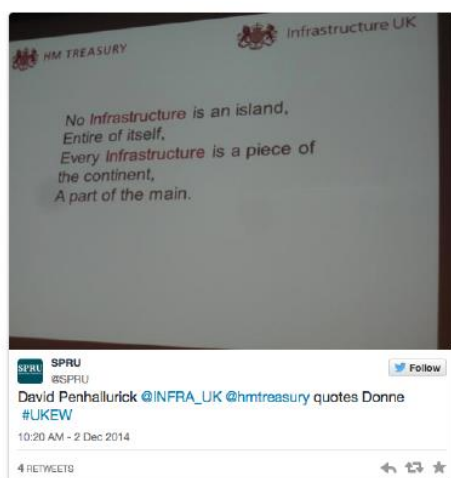 HM TREASURY
Infrastructure UK
No Infrastructure is an island,
Entire of itself,
Every Infrastructure is a piece of
the continent,
A part of the main.
SPRU
SPRU
@SPRU
Follow
David Penhallurick @INFRA_UK @hmtreasury quotes Donne
#UKEW
10:20 AM - 2 Dec 2014
4 RETWEETS